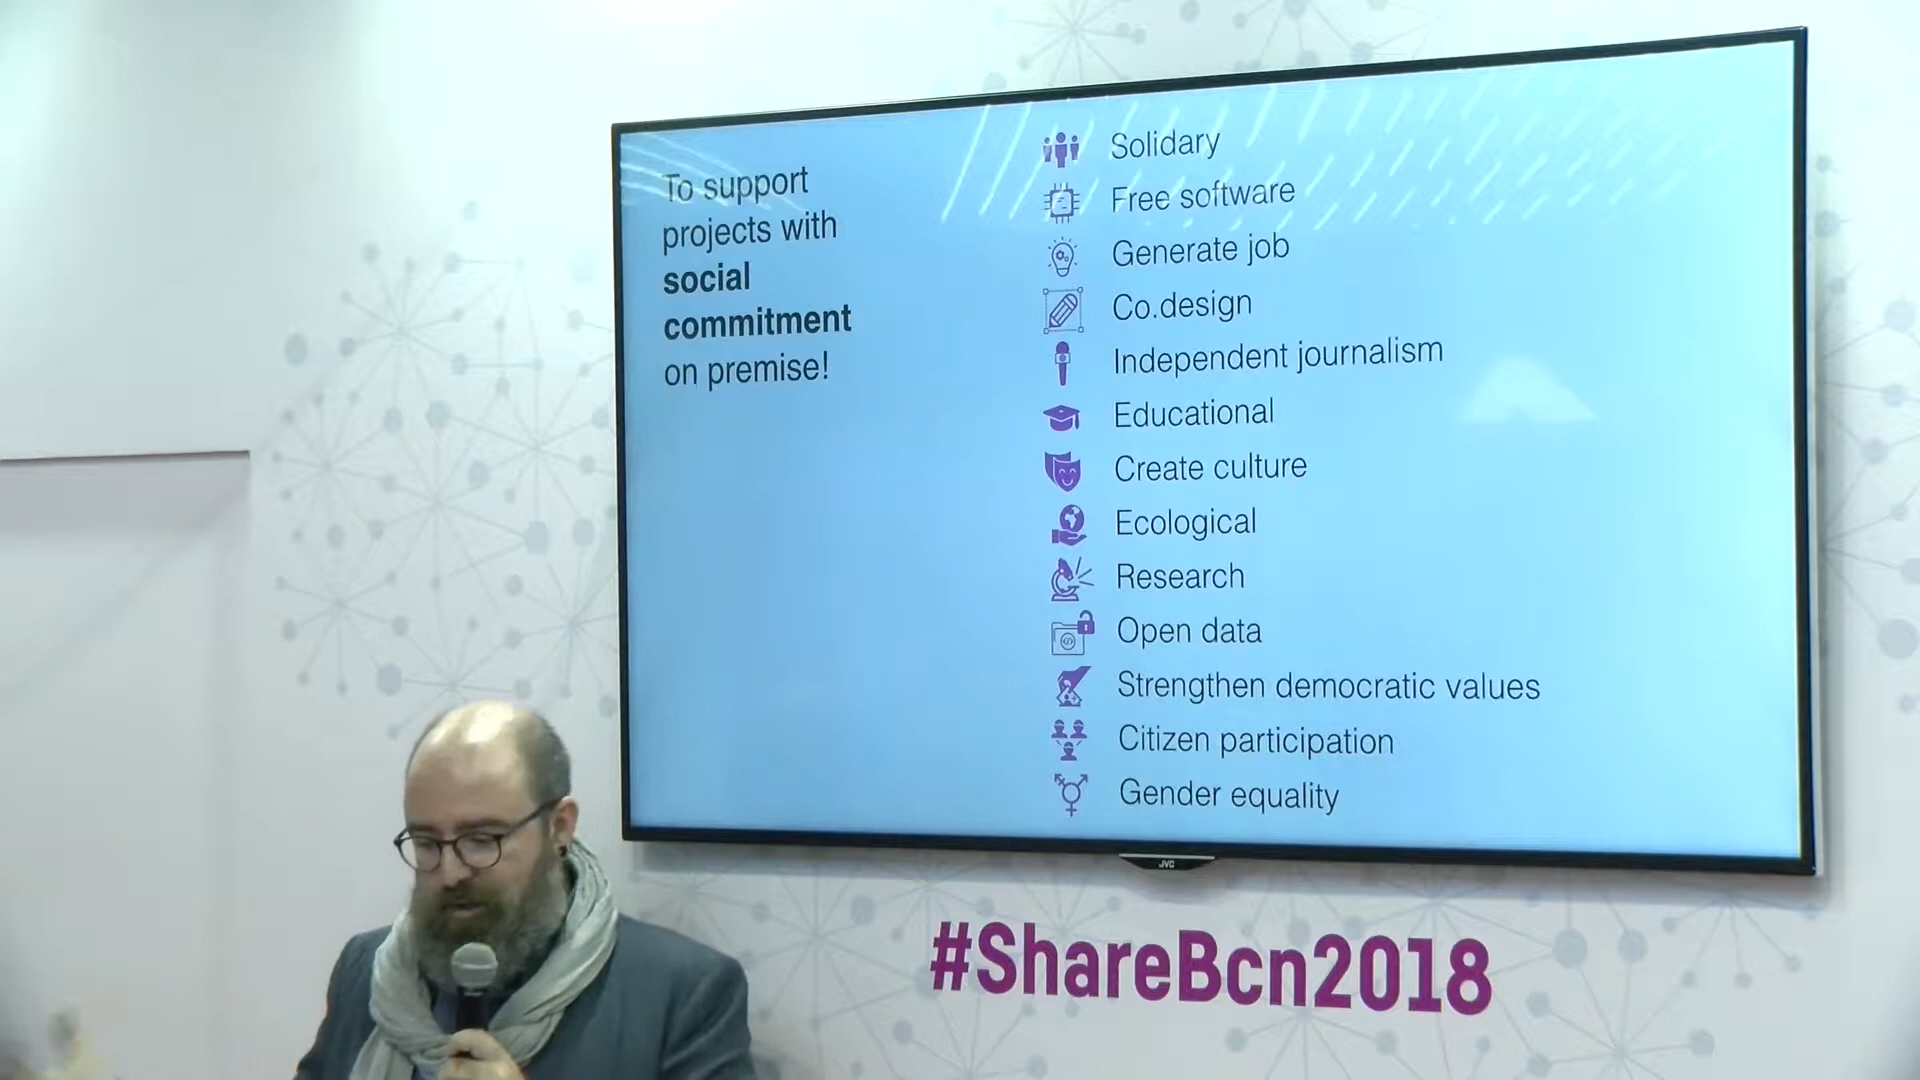 To support
projects with
social
commitment
on premise!
Solidary
Free software
Generate job
Co.design
Independent journalism
Educational
Create culture
Ecological
Research
Open data
Strengthen democratic values
Citizen participation
Gender equality
JVC
#ShareBcn2018